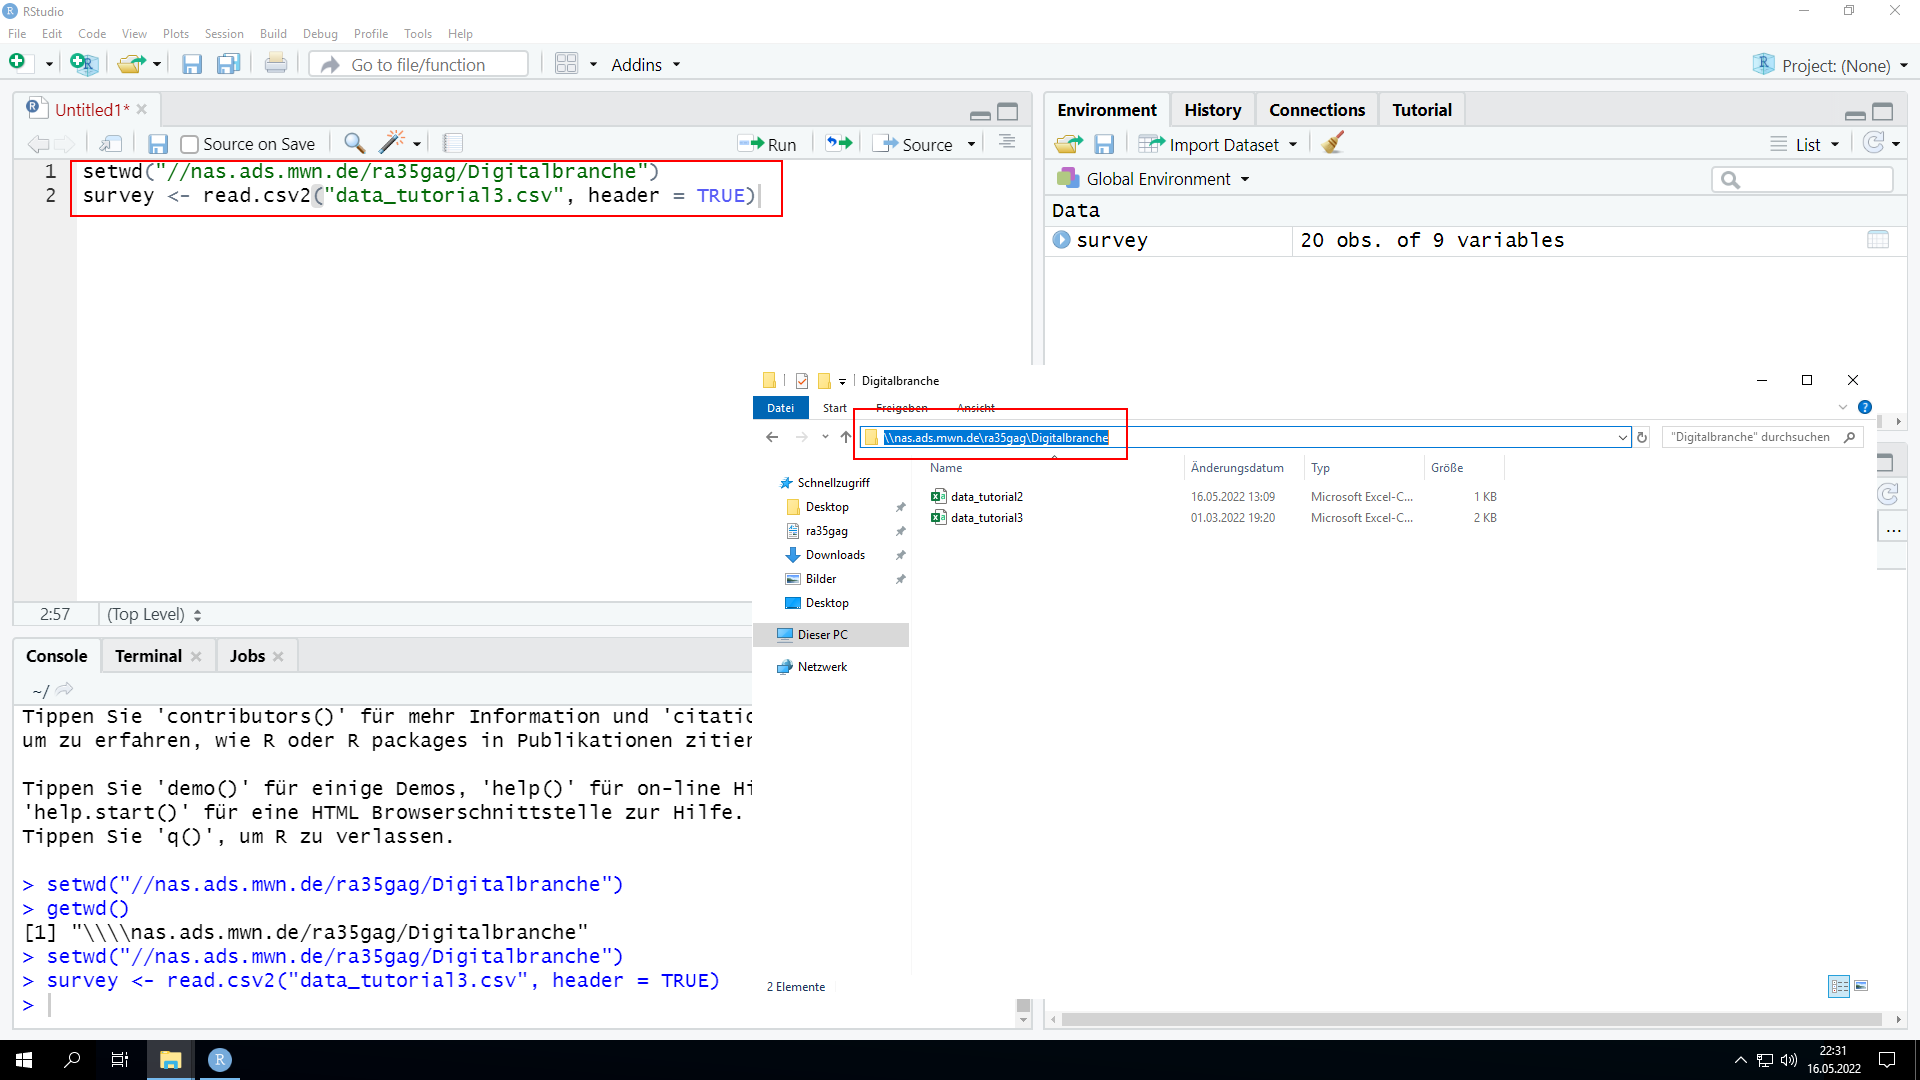 RStudio
File Edit Code View Plots Session Build Debug Profile Tools Help
Go to file/function
Addins
Project: (None)
Untitled1*
Source on Save
Run
Source
1 setwd("//nas.ads.mwn.de/ra35gag/Digitalbranche")
2 survey <- read.csv2("data_tutorial3.csv", header = TRUE)
2:57 (Top Level)
Environment History Connections Tutorial
Import Dataset
List
Global Environment
Data
survey 20 obs. of 9 variables
Digitalbranche
Datei Start Freigeben Ansicht
\\nas.ads.mwn.de\ra35gag\Digitalbranche
"Digitalbranche" durchsuchen
Name Änderungsdatum Typ Größe
data_tutorial2 16.05.2022 13:09 Microsoft Excel-C... 1 KB
data_tutorial3 01.03.2022 19:20 Microsoft Excel-C... 2 KB
Schnellzugriff
Desktop
ra35gag
Downloads
Bilder
Desktop
Dieser PC
Netzwerk
2 Elemente
Console Terminal Jobs
~/
Tippen Sie 'contributors()' für mehr Information und 'citatio
um zu erfahren, wie R oder R packages in Publikationen zitier
Tippen Sie 'demo()' für einige Demos, 'help()' für on-line Hi
'help.start()' für eine HTML Browserschnittstelle zur Hilfe.
Tippen Sie 'q()', um R zu verlassen.
> setwd("//nas.ads.mwn.de/ra35gag/Digitalbranche")
> getwd()
[1] "\\\\nas.ads.mwn.de/ra35gag/Digitalbranche"
> setwd("//nas.ads.mwn.de/ra35gag/Digitalbranche")
> survey <- read.csv2("data_tutorial3.csv", header = TRUE)
>
22:31
16.05.2022